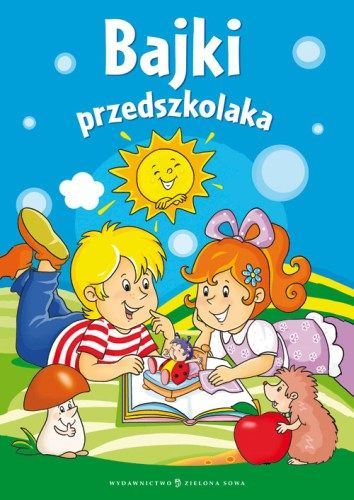 Bajki
przedszkolaka
WYDAWNICTWO ZIELONA SOWA